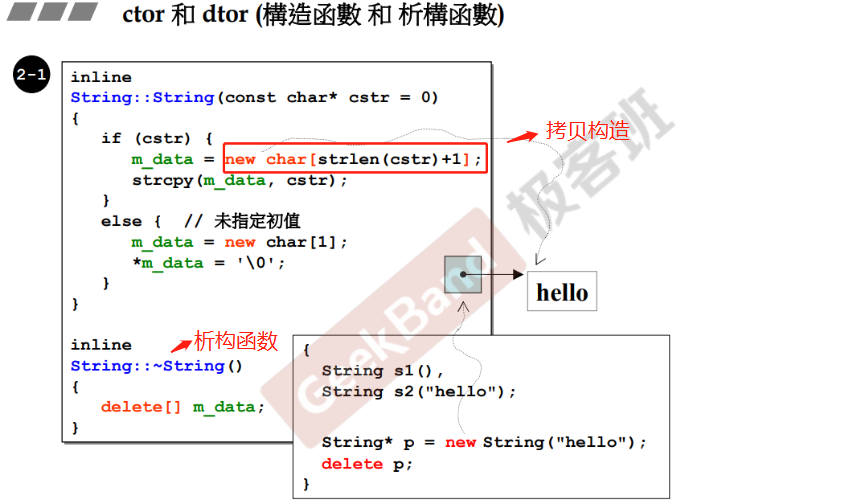 ctor 和 dtor (構造函數 和 析構函數)
2-1
inline
String::String(const char* cstr = 0)
{
if (cstr) {
m_data = new char[strlen(cstr)+1];
strcpy(m_data, cstr);
}
else { // 未指定初值
m_data = new char[1];
*m_data = '\0';
}
}
inline
String::~String()
{
delete[] m_data;
}
拷贝构造
析构函数
hello
{
String s1(),
String s2("hello");
String* p = new String("hello");
delete p;
}
GeekBand 极客班